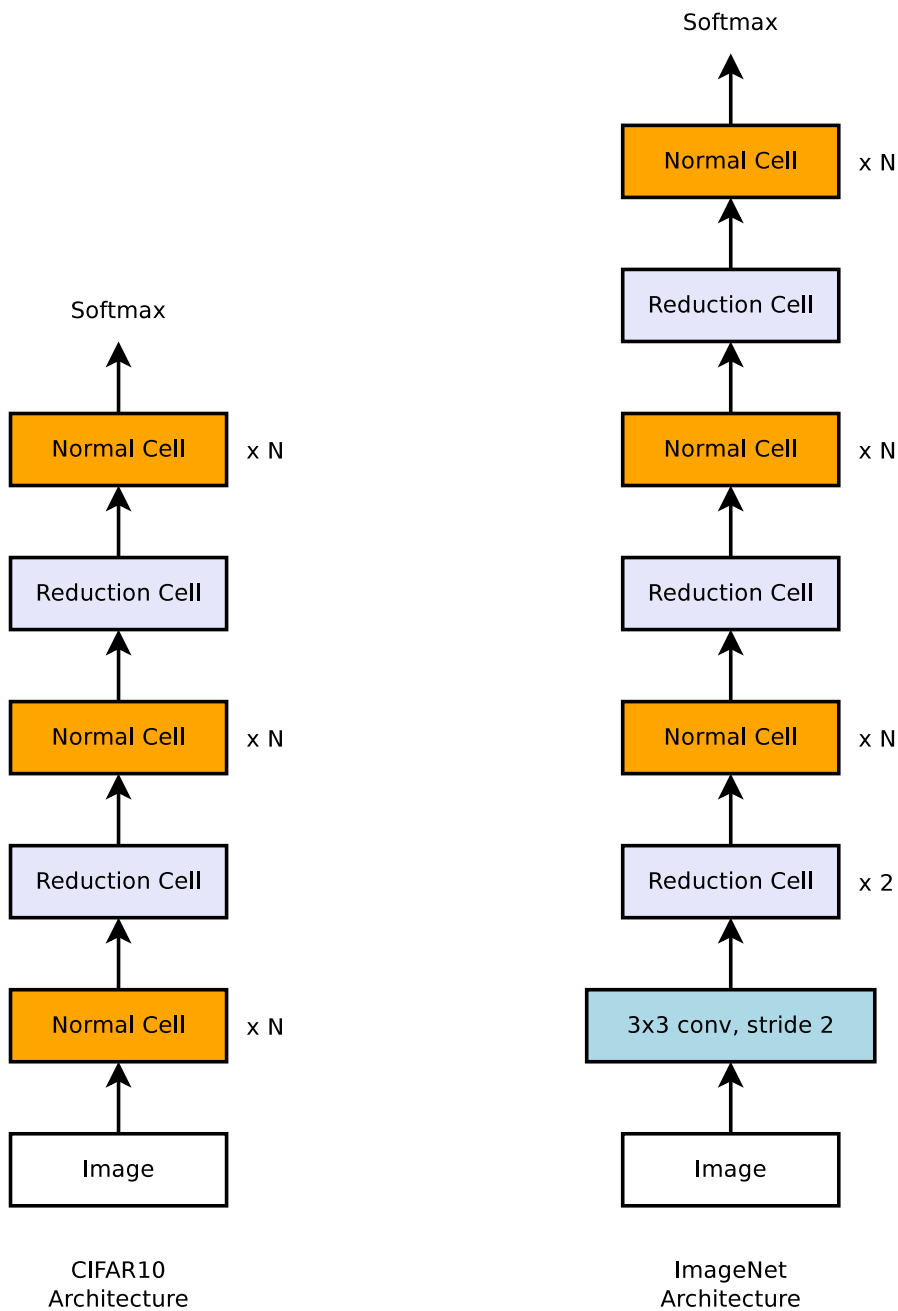 Softmax
Normal Cell
x N
Reduction Cell
Normal Cell
x N
Reduction Cell
Normal Cell
x N
Image
CIFAR10
Architecture
Softmax
Normal Cell
x N
Reduction Cell
Normal Cell
x N
Reduction Cell
Normal Cell
x N
Reduction Cell
x 2
3x3 conv, stride 2
Image
ImageNet
Architecture